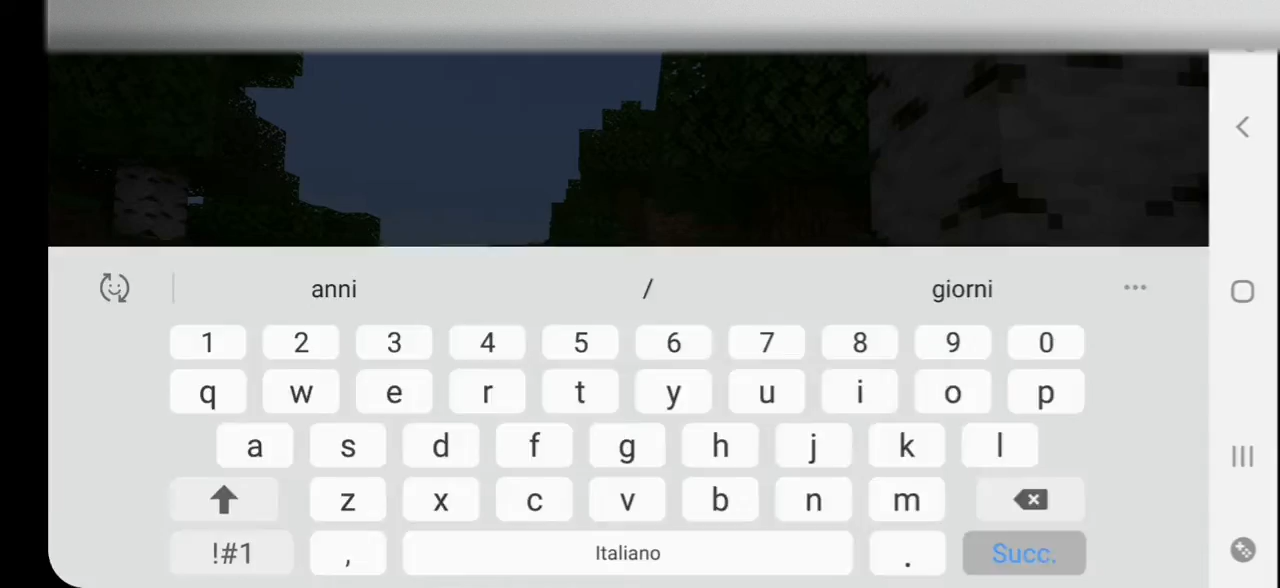 anni / giorni
1 2 3 4 5 6 7 8 9 0
q w e r t y u i o p
a s d f g h j k l
z x c v b n m
!#1 , Italiano . Succ.